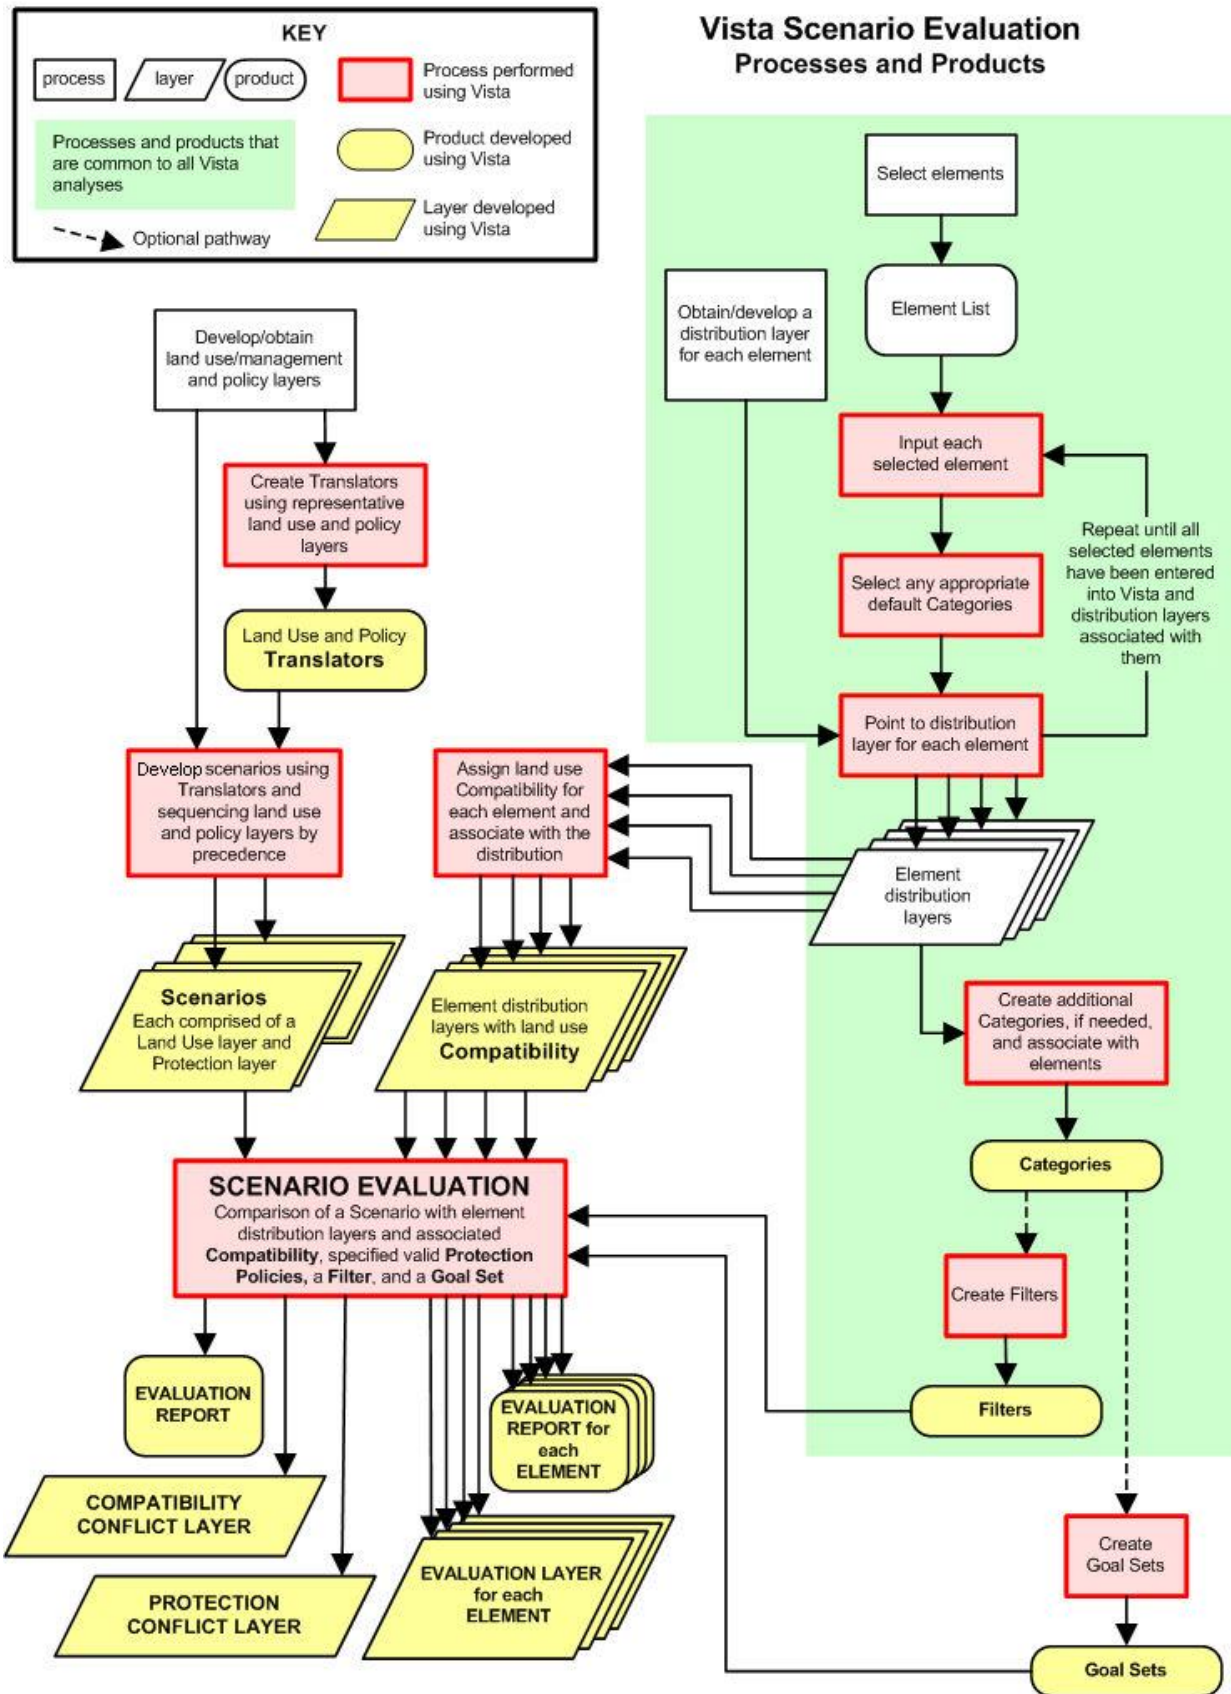 Vista Scenario Evaluation
Processes and Products
KEY
process
layer
product
Process performed
using Vista
Processes and products that
are common to all Vista
analyses
Product developed
using Vista
Layer developed
using Vista
Optional pathway
Select elements
Element List
Obtain/develop a
distribution layer
for each element
Input each
selected element
Repeat until all
selected elements
have been entered
into Vista and
distribution layers
associated with
them
Select any appropriate
default Categories
Point to distribution
layer for each element
Element
distribution
layers
Create additional
Categories, if needed,
and associate with
elements
Categories
Create Filters
Filters
Create
Goal Sets
Goal Sets
Develop/obtain
land use/management
and policy layers
Create Translators
using representative
land use and policy
layers
Land Use and Policy
Translators
Develop scenarios using
Translators and
sequencing land use
and policy layers by
precedence
Assign land use
Compatibility for
each element and
associate with the
distribution
Scenarios
Each comprised of a
Land Use layer and
Protection layer
Element distribution
layers with land use
Compatibility
SCENARIO EVALUATION
Comparison of a Scenario with element
distribution layers and associated
Compatibility, specified valid Protection
Policies, a Filter, and a Goal Set
EVALUATION
REPORT
EVALUATION
REPORT for
each
ELEMENT
COMPATIBILITY
CONFLICT LAYER
PROTECTION
CONFLICT LAYER
EVALUATION LAYER
for each
ELEMENT